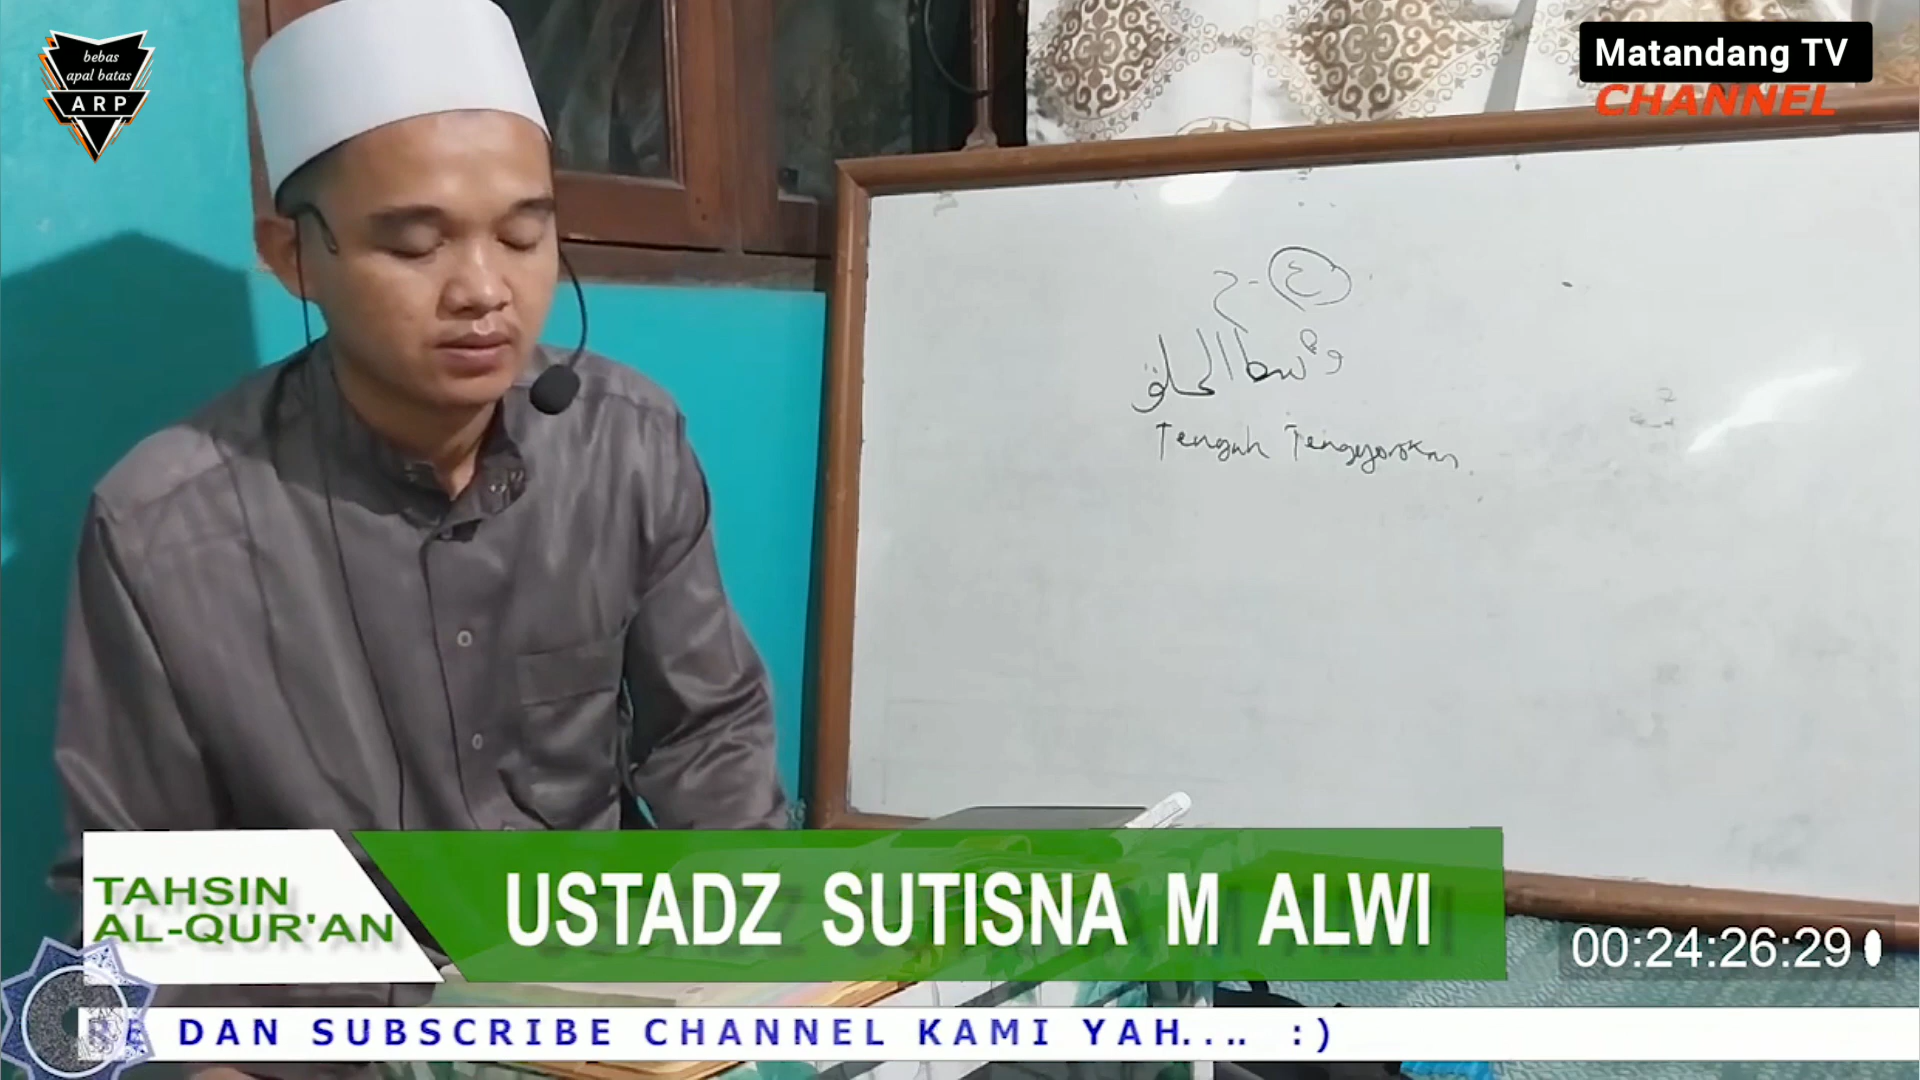 bebas
apal batas
ARP
Matandang TV
CHANNEL
ح - ع
وسط الحلق
Tengah Tenggorokan
TAHSIN
AL-QUR'AN
USTADZ SUTISNA M ALWI
00:24:26:29
DAN SUBSCRIBE CHANNEL KAMI YAH.... :)